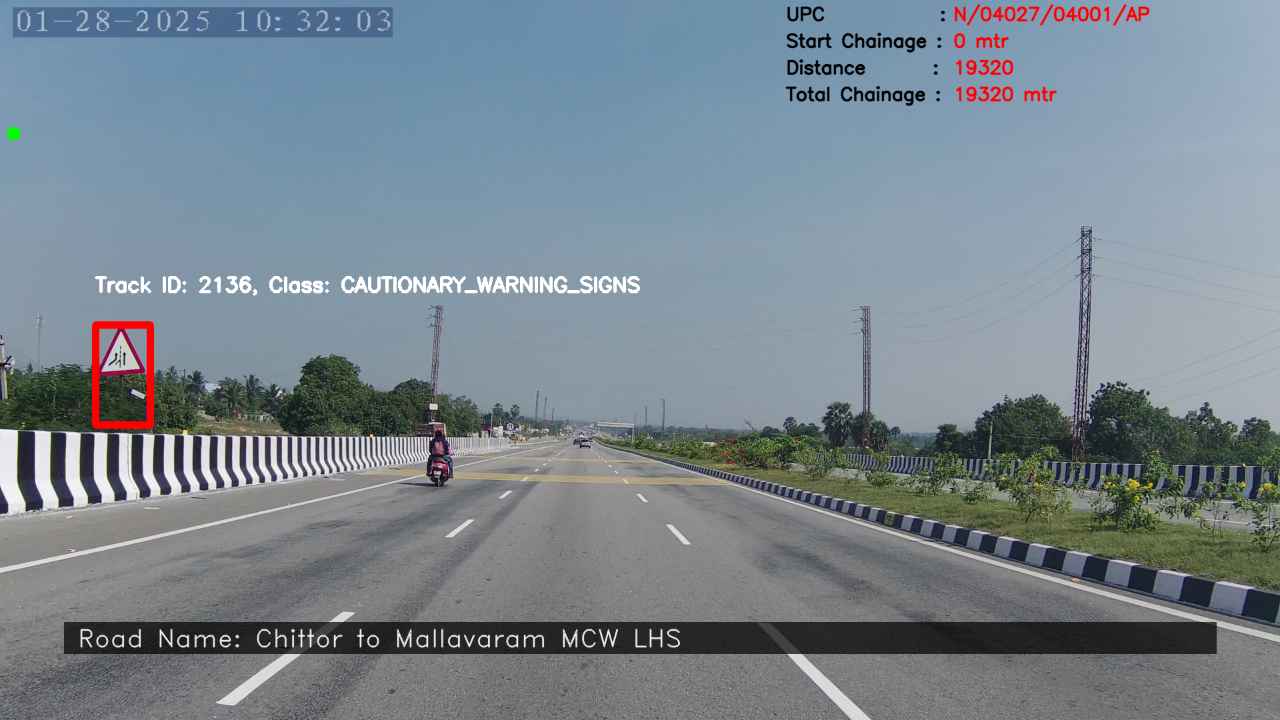 01-28-2025 10:32:03
UPC : N/04027/04001/AP
Start Chainage : 0 mtr
Distance : 19320
Total Chainage : 19320 mtr
Track ID: 2136, Class: CAUTIONARY_WARNING_SIGNS
Road Name: Chittor to Mallavaram MCW LHS